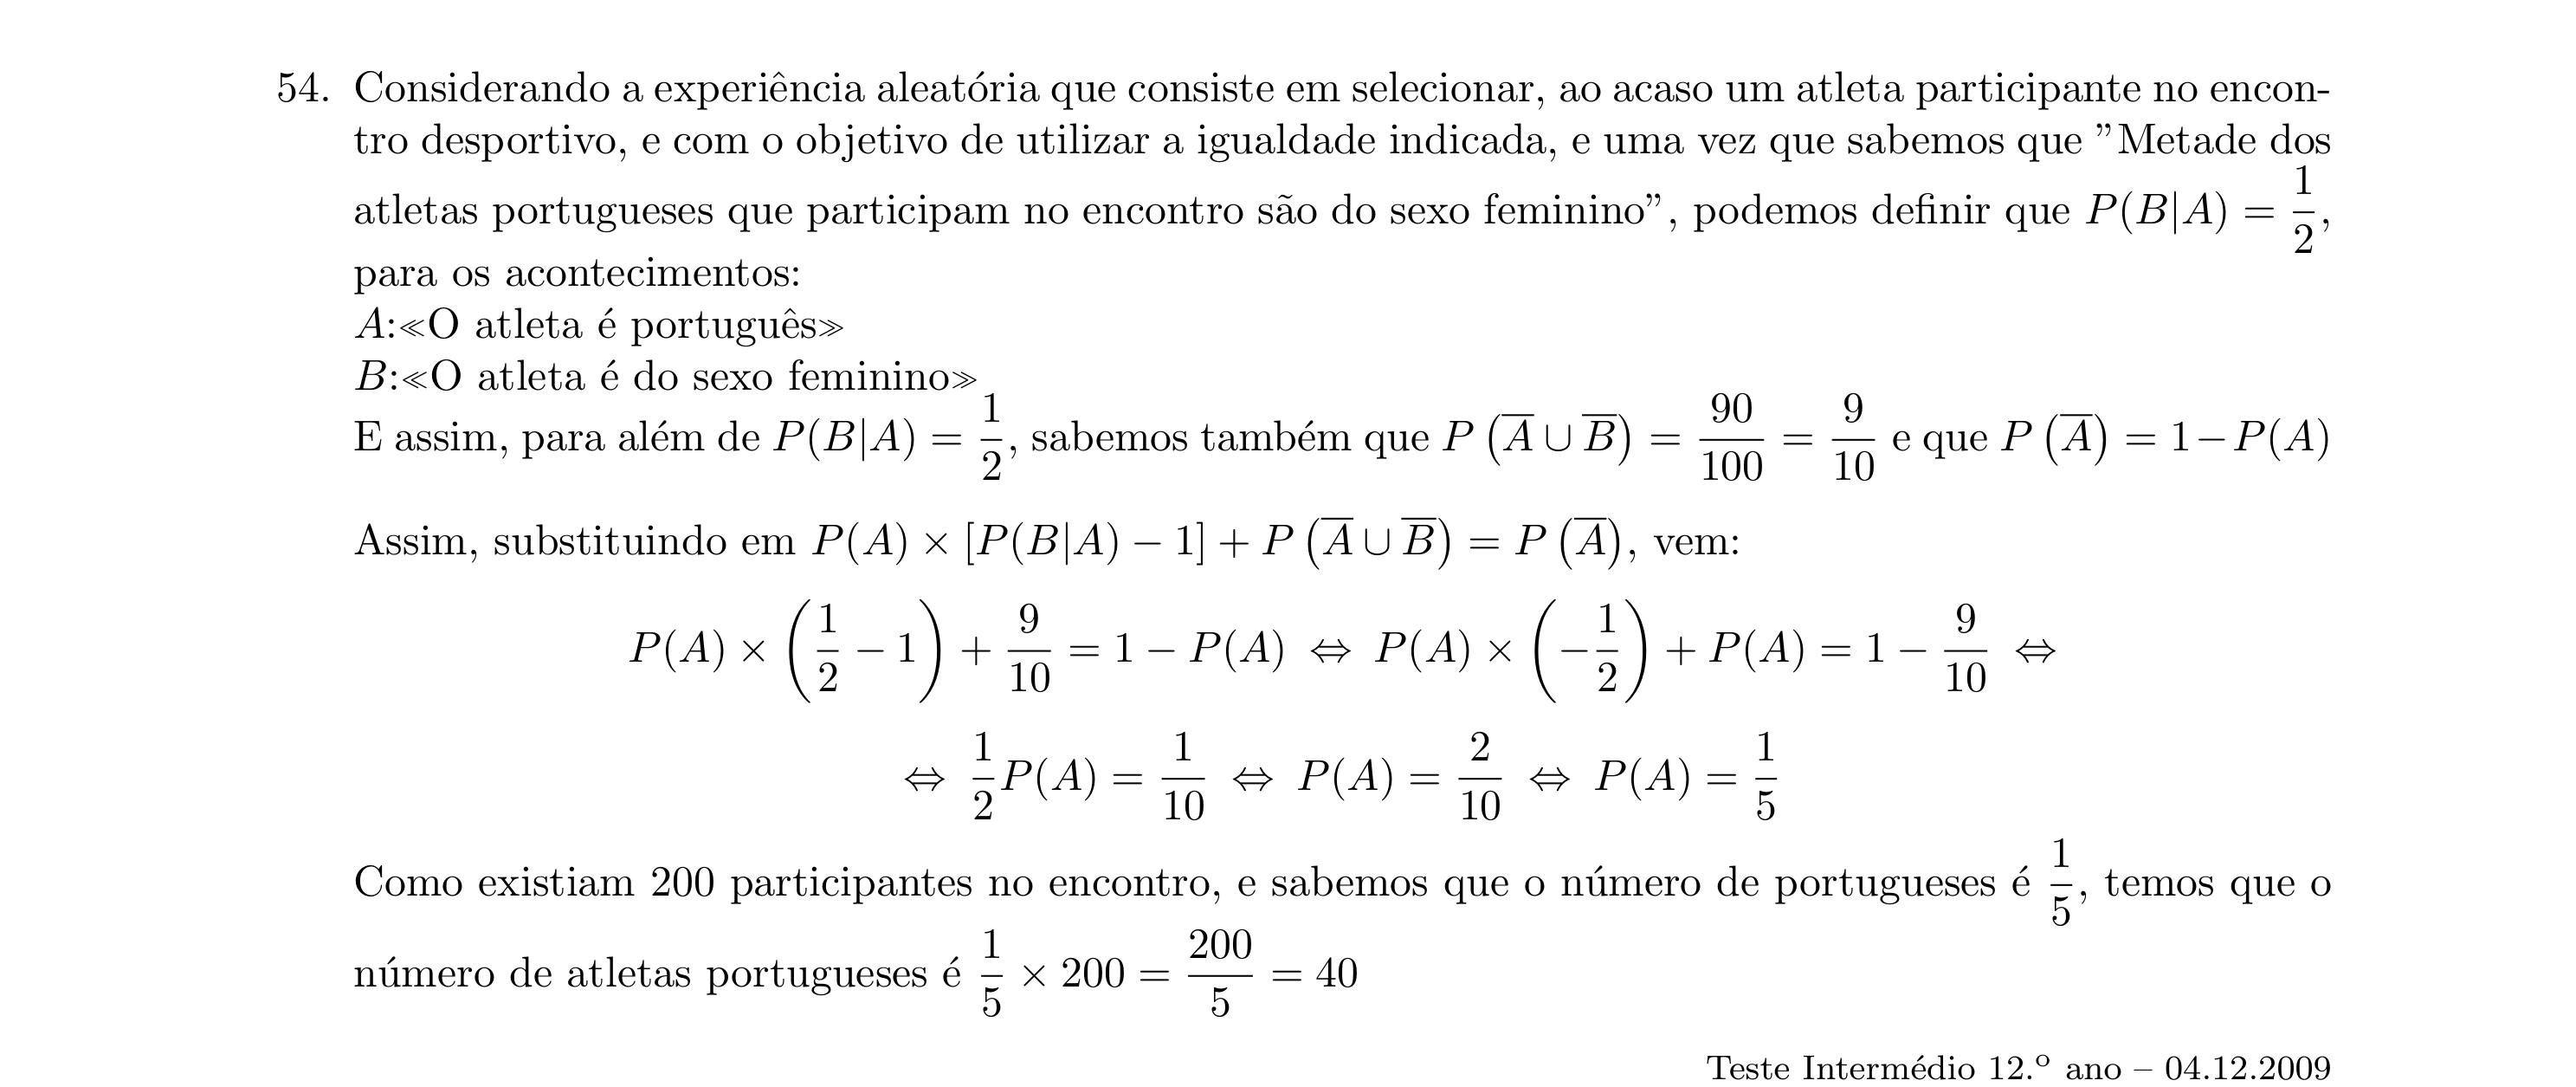 54. Considerando a experiência aleatória que consiste em selecionar, ao acaso um atleta participante no encon-
tro desportivo, e com o objetivo de utilizar a igualdade indicada, e uma vez que sabemos que ”Metade dos
atletas portugueses que participam no encontro são do sexo feminino”, podemos definir que $P(B|A) = \frac{1}{2}$,
para os acontecimentos:
$A$:≪O atleta é português≫
$B$:≪O atleta é do sexo feminino≫
E assim, para além de $P(B|A) = \frac{1}{2}$, sabemos também que $P\left(\overline{A} \cup \overline{B}\right) = \frac{90}{100} = \frac{9}{10}$ e que $P\left(\overline{A}\right) = 1 - P(A)$
Assim, substituindo em $P(A) \times [P(B|A) - 1] + P\left(\overline{A} \cup \overline{B}\right) = P\left(\overline{A}\right)$, vem:
$P(A) \times \left(\frac{1}{2} - 1\right) + \frac{9}{10} = 1 - P(A) \Leftrightarrow P(A) \times \left(-\frac{1}{2}\right) + P(A) = 1 - \frac{9}{10} \Leftrightarrow$
$\Leftrightarrow \frac{1}{2}P(A) = \frac{1}{10} \Leftrightarrow P(A) = \frac{2}{10} \Leftrightarrow P(A) = \frac{1}{5}$
Como existiam 200 participantes no encontro, e sabemos que o número de portugueses é $\frac{1}{5}$, temos que o
número de atletas portugueses é $\frac{1}{5} \times 200 = \frac{200}{5} = 40$
Teste Intermédio 12.º ano – 04.12.2009